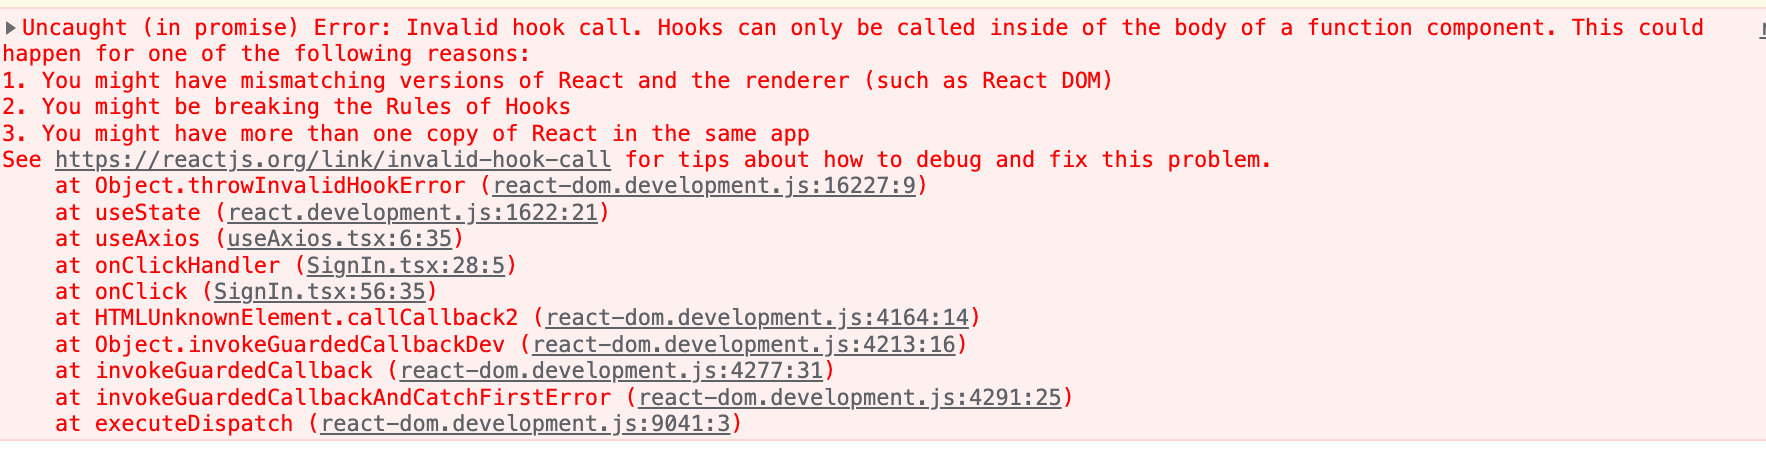 ▶Uncaught (in promise) Error: Invalid hook call. Hooks can only be called inside of the body of a function component. This could
happen for one of the following reasons:
1. You might have mismatching versions of React and the renderer (such as React DOM)
2. You might be breaking the Rules of Hooks
3. You might have more than one copy of React in the same app
See https://reactjs.org/link/invalid-hook-call for tips about how to debug and fix this problem.
at Object.throwInvalidHookError (react-dom.development.js:16227:9)
at useState (react.development.js:1622:21)
at useAxios (useAxios.tsx:6:35)
at onClickHandler (SignIn.tsx:28:5)
at onClick (SignIn.tsx:56:35)
at HTMLUnknownElement.callCallback2 (react-dom.development.js:4164:14)
at Object.invokeGuardedCallbackDev (react-dom.development.js:4213:16)
at invokeGuardedCallback (react-dom.development.js:4277:31)
at invokeGuardedCallbackAndCatchFirstError (react-dom.development.js:4291:25)
at executeDispatch (react-dom.development.js:9041:3)